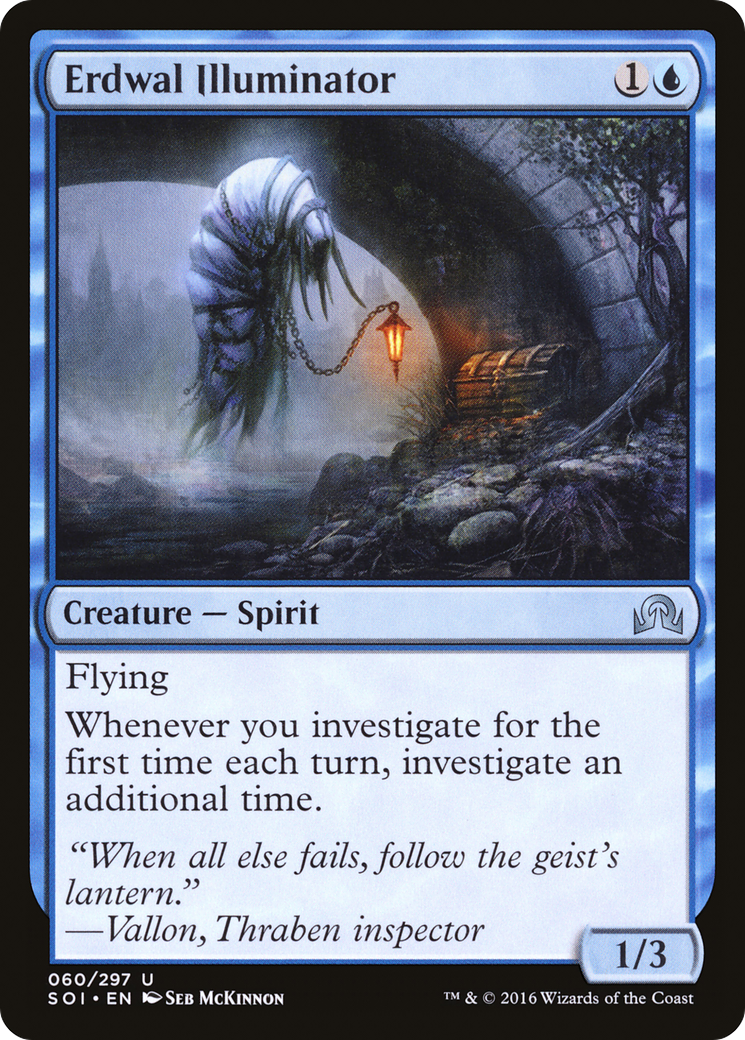 Erdwal Illuminator 1
Creature — Spirit
Flying
Whenever you investigate for the
first time each turn, investigate an
additional time.
“When all else fails, follow the geist’s
lantern.”
—Vallon, Thraben inspector
1/3
060/297 U
SOI • EN Seb McKinnon
™ & © 2016 Wizards of the Coast